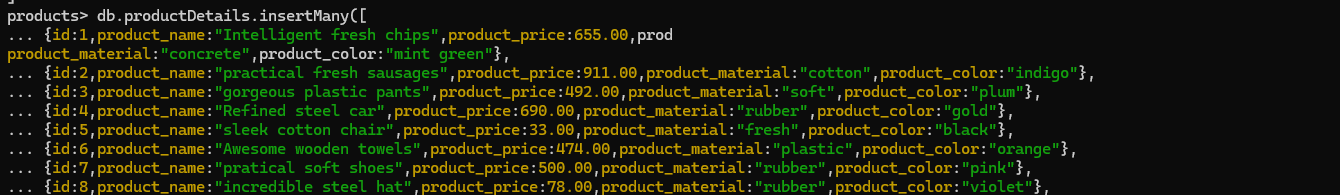 products> db.productDetails.insertMany([
... {id:1,product_name:"Intelligent fresh chips",product_price:655.00,prod
product_material:"concrete",product_color:"mint green"},
... {id:2,product_name:"practical fresh sausages",product_price:911.00,product_material:"cotton",product_color:"indigo"},
... {id:3,product_name:"gorgeous plastic pants",product_price:492.00,product_material:"soft",product_color:"plum"},
... {id:4,product_name:"Refined steel car",product_price:690.00,product_material:"rubber",product_color:"gold"},
... {id:5,product_name:"sleek cotton chair",product_price:33.00,product_material:"fresh",product_color:"black"},
... {id:6,product_name:"Awesome wooden towels",product_price:474.00,product_material:"plastic",product_color:"orange"},
... {id:7,product_name:"pratical soft shoes",product_price:500.00,product_material:"rubber",product_color:"pink"},
... {id:8,product_name:"incredible steel hat",product_price:78.00,product_material:"rubber",product_color:"violet"},